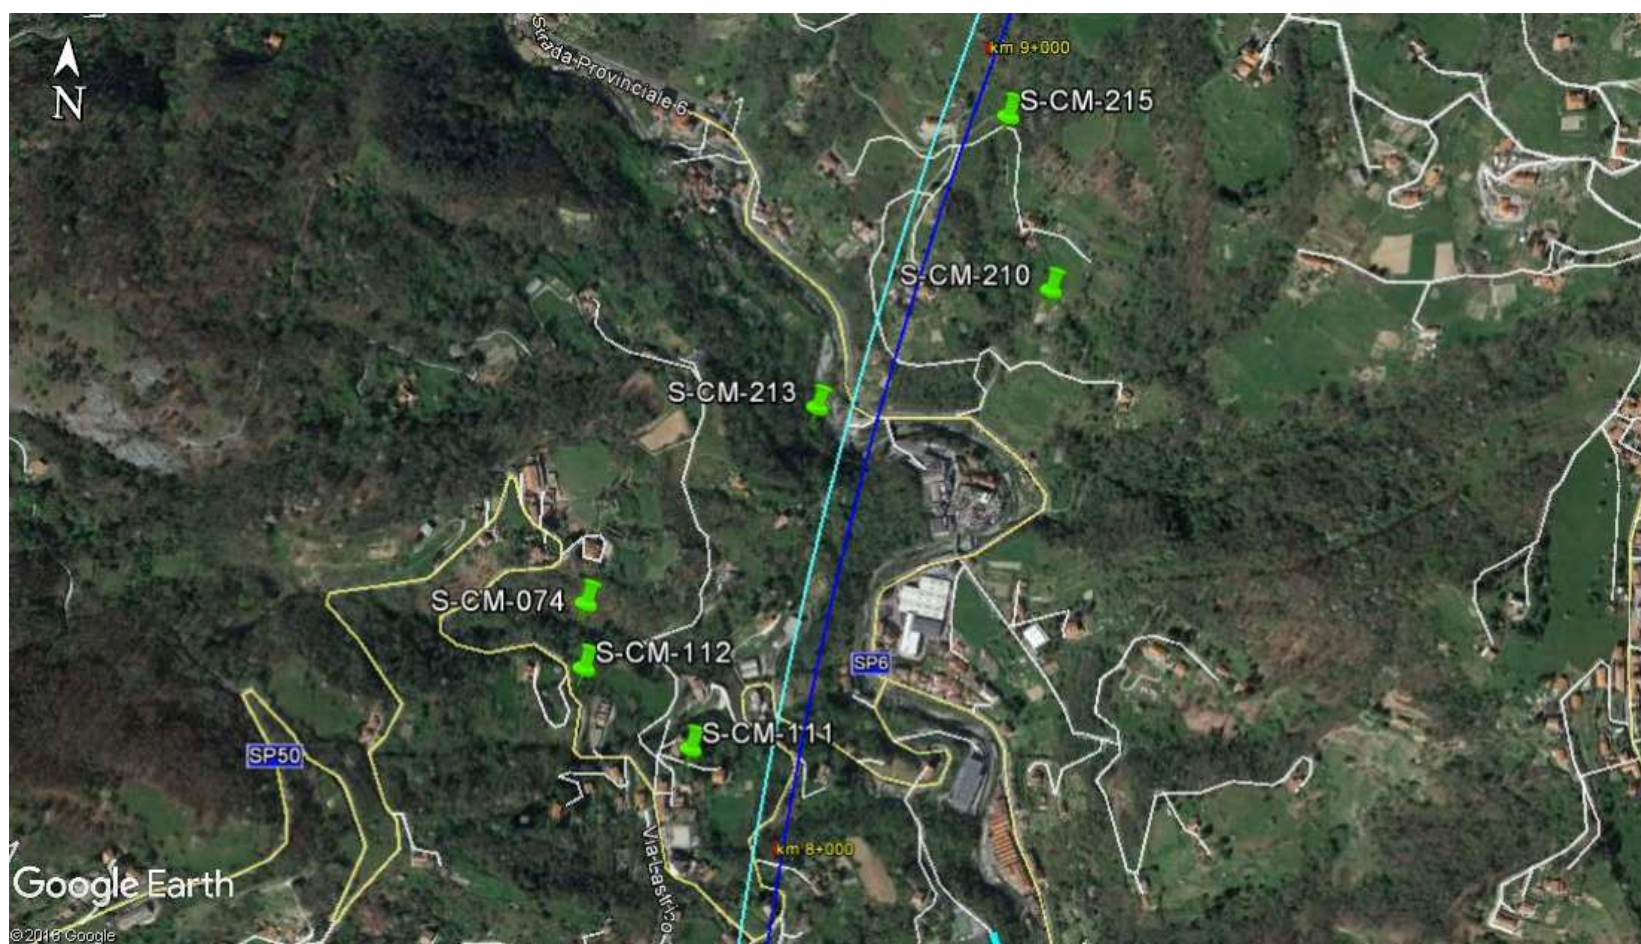 N
Strada Provinciale 6
km 9+000
S-CM-215
S-CM-210
S-CM-213
S-CM-074
S-CM-112
SP6
S-CM-111
SP50
Via Lastrico
km 8+000
Google Earth
©2018 Google